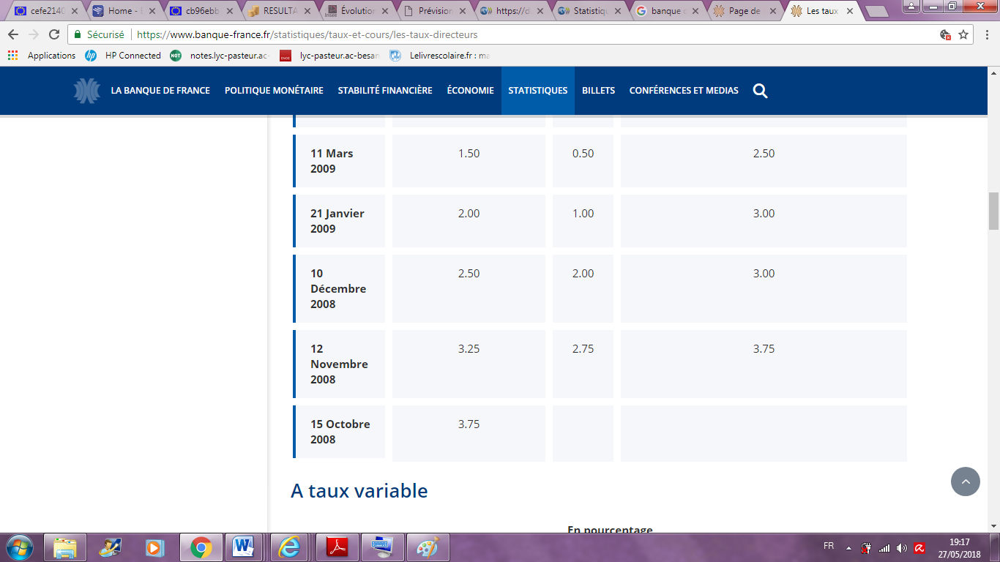 cefe2140
Home - E
cb96ebb
RESULTA
Évolution
Prévision
https://d
Statistiqu
banque
Page de
Les taux
Sécurisé
https://www.banque-france.fr/statistiques/taux-et-cours/les-taux-directeurs
Applications
HP Connected
notes.lyc-pasteur.ac-
lyc-pasteur.ac-besan
Lelivrescolaire.fr : ma
LA BANQUE DE FRANCE
POLITIQUE MONÉTAIRE
STABILITÉ FINANCIÈRE
ÉCONOMIE
STATISTIQUES
BILLETS
CONFÉRENCES ET MEDIAS
11 Mars
2009
1.50
0.50
2.50
21 Janvier
2009
2.00
1.00
3.00
10
Décembre
2008
2.50
2.00
3.00
12
Novembre
2008
3.25
2.75
3.75
15 Octobre
2008
3.75
A taux variable
En pourcentage
FR
19:17
27/05/2018